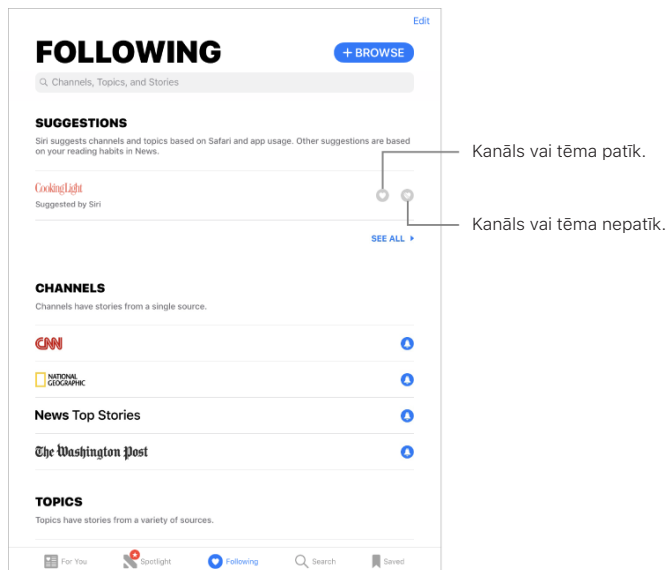 Edit
FOLLOWING
+ BROWSE
Channels, Topics, and Stories
SUGGESTIONS
Siri suggests channels and topics based on Safari and app usage. Other suggestions are based
on your reading habits in News.
Kanāls vai tēma patīk.
CookingLight
Suggested by Siri
Kanāls vai tēma nepatīk.
SEE ALL
CHANNELS
Channels have stories from a single source.
CNN
NATIONAL
GEOGRAPHIC
News Top Stories
The Washington Post
TOPICS
Topics have stories from a variety of sources.
For You
Spotlight
Following
Search
Saved